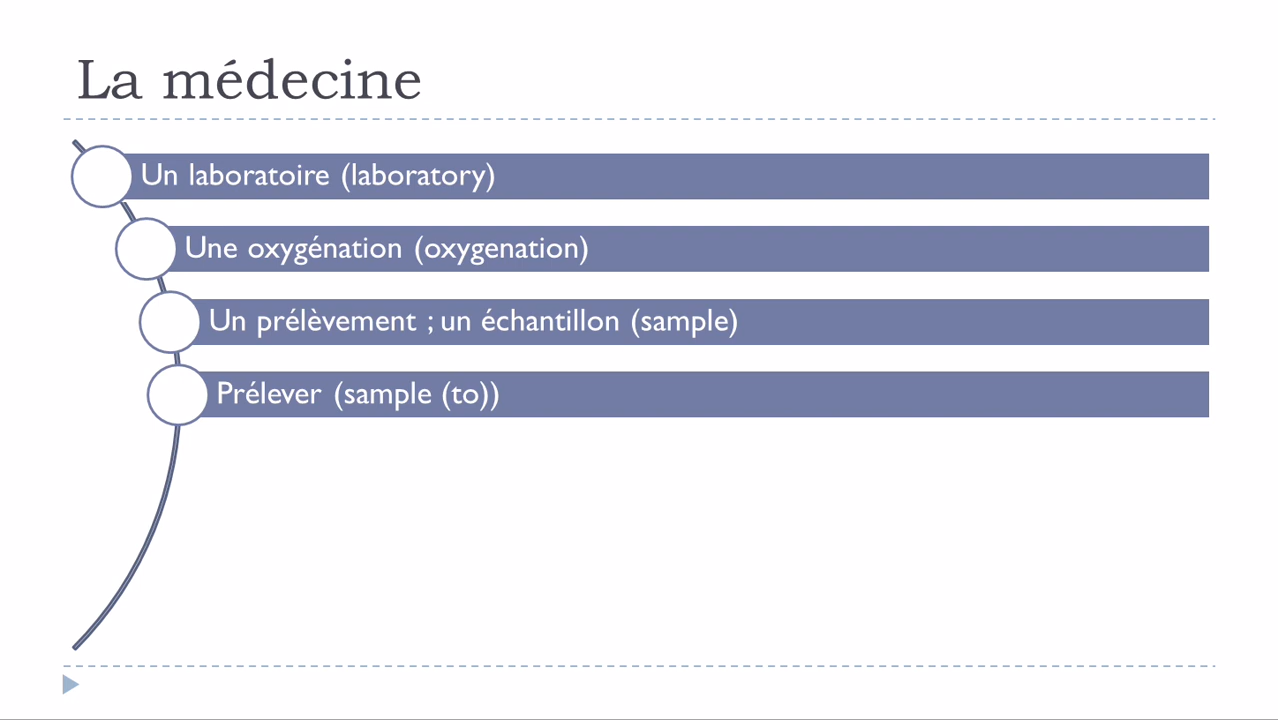 La médecine
Un laboratoire (laboratory)
Une oxygénation (oxygenation)
Un prélèvement ; un échantillon (sample)
Prélever (sample (to))